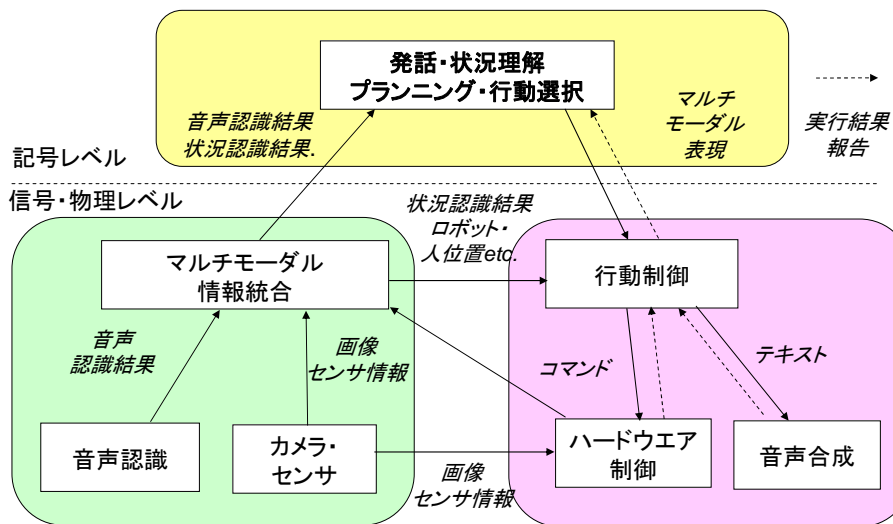 発話・状況理解
プランニング・行動選択
音声認識結果
状況認識結果.
マルチ
モーダル
表現
実行結果
報告
記号レベル
信号・物理レベル
状況認識結果
ロボット・
人位置etc.
マルチモーダル
情報統合
行動制御
音声
認識結果
画像
センサ情報
コマンド
テキスト
音声認識
カメラ・
センサ
画像
センサ情報
ハードウエア
制御
音声合成